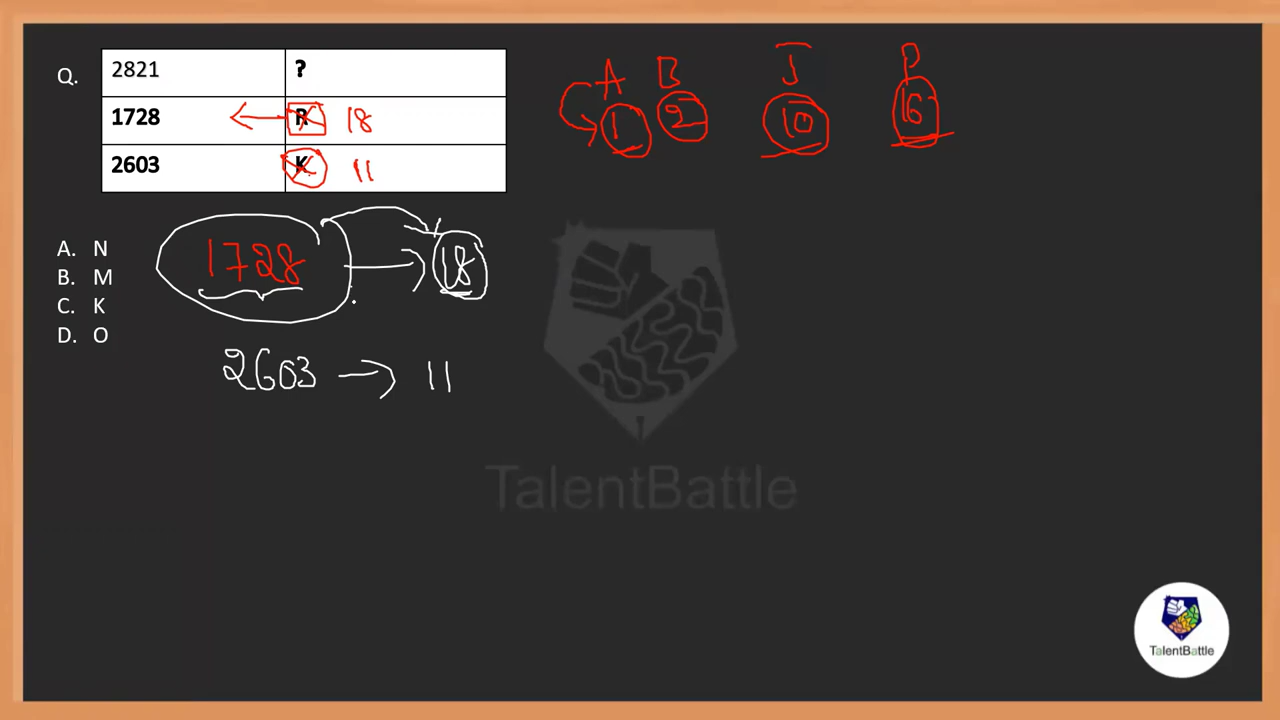 Q. 2821 ?
1728 R 18
2603 K 11
A B J P
1 2 10 16
A. N
B. M
C. K
D. O
1728 → 18
2603 → 11
TalentBattle
TalentBattle